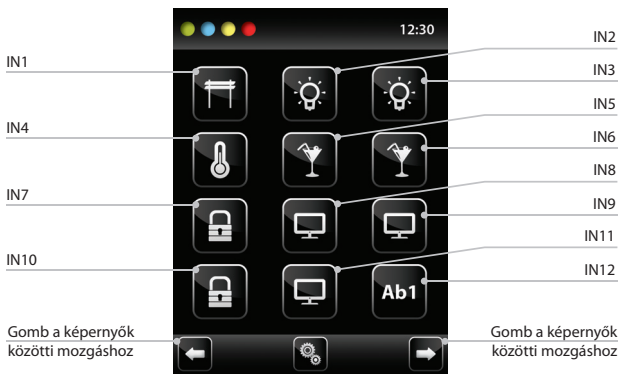 12:30
IN1
IN2
IN3
IN4
IN5
IN6
IN7
IN8
IN9
IN10
IN11
IN12
Ab1
Gomb a képernyők
közötti mozgáshoz
Gomb a képernyők
közötti mozgáshoz